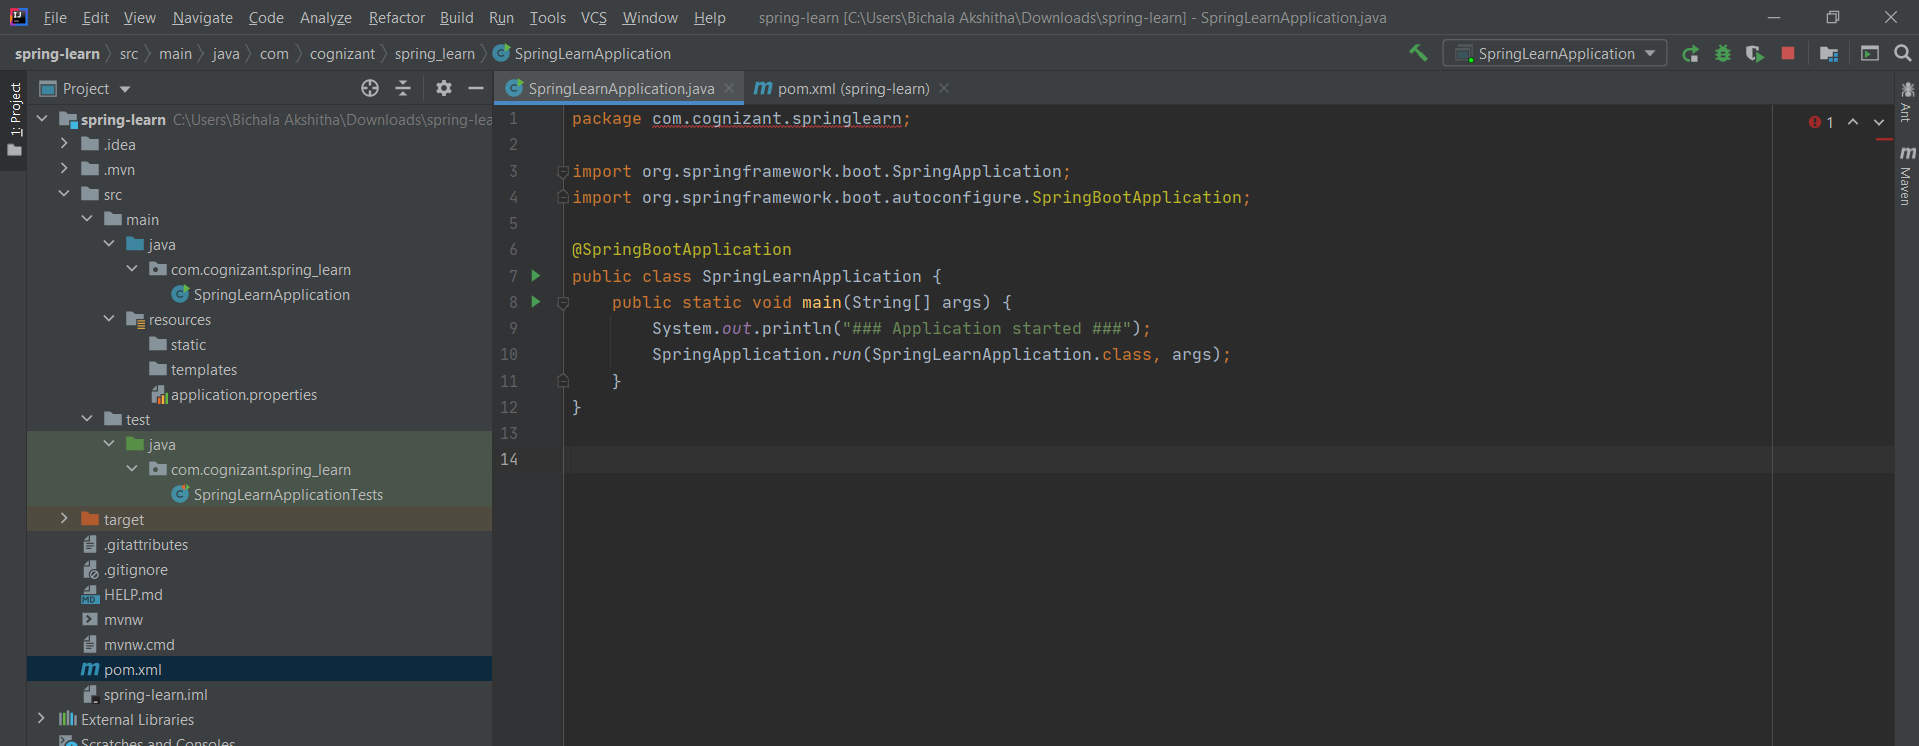 File Edit View Navigate Code Analyze Refactor Build Run Tools VCS Window Help spring-learn [C:\Users\Bichala Akshitha\Downloads\spring-learn] - SpringLearnApplication.java
spring-learn src main java com cognizant spring_learn SpringLearnApplication SpringLearnApplication
1: Project
Project
spring-learn C:\Users\Bichala Akshitha\Downloads\spring-lea
.idea
.mvn
src
main
java
com.cognizant.spring_learn
SpringLearnApplication
resources
static
templates
application.properties
test
java
com.cognizant.spring_learn
SpringLearnApplicationTests
target
.gitattributes
.gitignore
HELP.md
mvnw
mvnw.cmd
pom.xml
spring-learn.iml
External Libraries
Scratches and Consoles
SpringLearnApplication.java pom.xml (spring-learn)
1 package com.cognizant.springlearn;
2
3 import org.springframework.boot.SpringApplication;
4 import org.springframework.boot.autoconfigure.SpringBootApplication;
5
6 @SpringBootApplication
7 public class SpringLearnApplication {
8 public static void main(String[] args) {
9 System.out.println("### Application started ###");
10 SpringApplication.run(SpringLearnApplication.class, args);
11 }
12 }
13
14
1
Ant
Maven